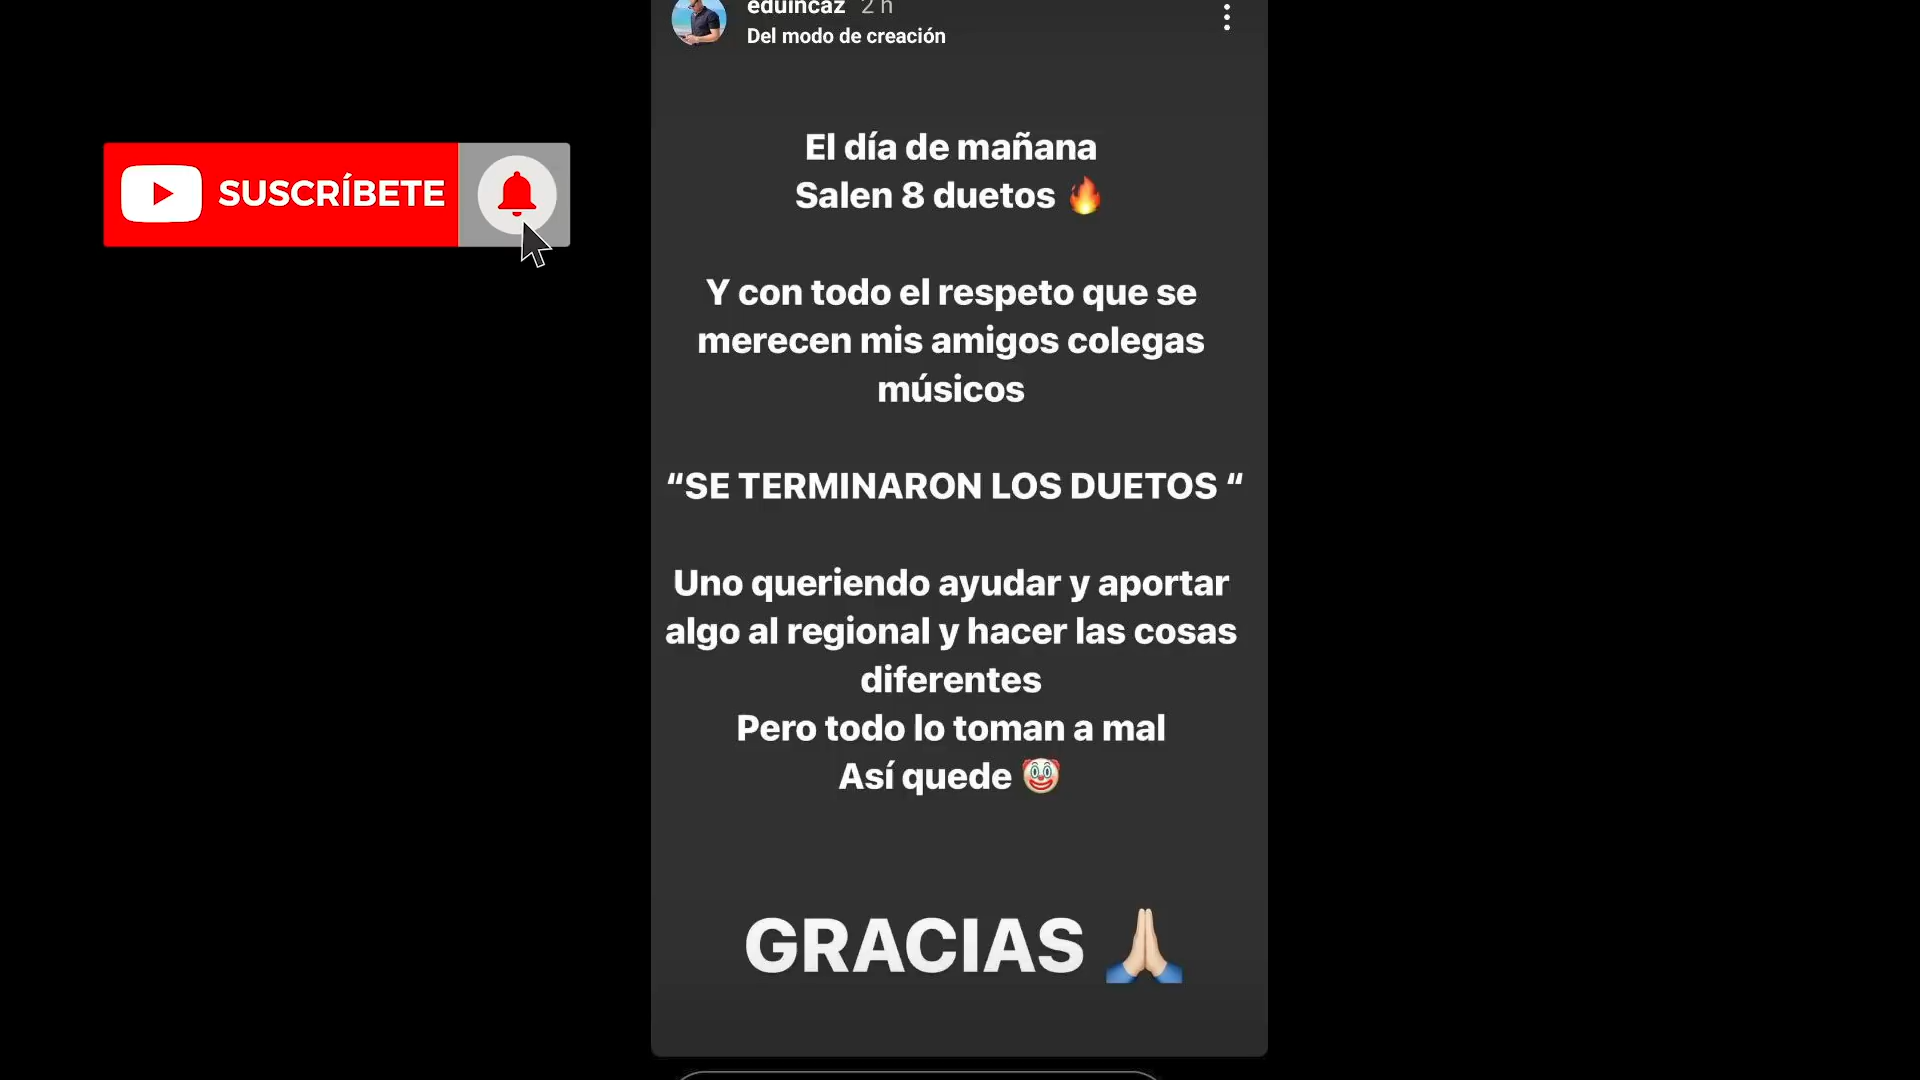 eduincaz 2 h
Del modo de creación
SUSCRÍBETE
El día de mañana
Salen 8 duetos 🔥
Y con todo el respeto que se
merecen mis amigos colegas
músicos
“SE TERMINARON LOS DUETOS “
Uno queriendo ayudar y aportar
algo al regional y hacer las cosas
diferentes
Pero todo lo toman a mal
Así quede 🤡
GRACIAS 🙏🏻